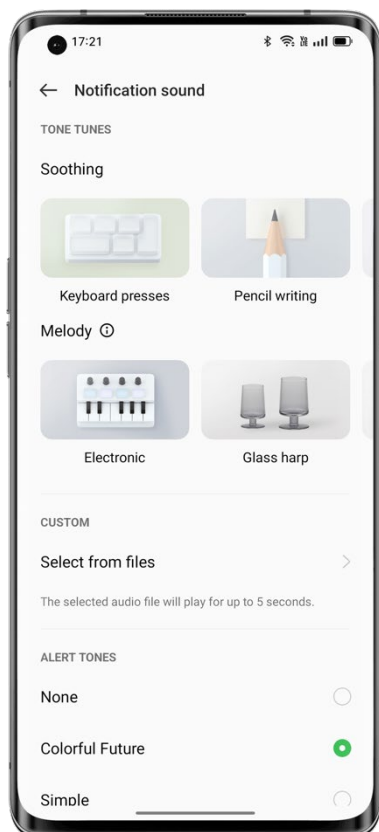 17:21
Notification sound
TONE TUNES
Soothing
Keyboard presses
Pencil writing
Melody
Electronic
Glass harp
CUSTOM
Select from files
The selected audio file will play for up to 5 seconds.
ALERT TONES
None
Colorful Future
Simple